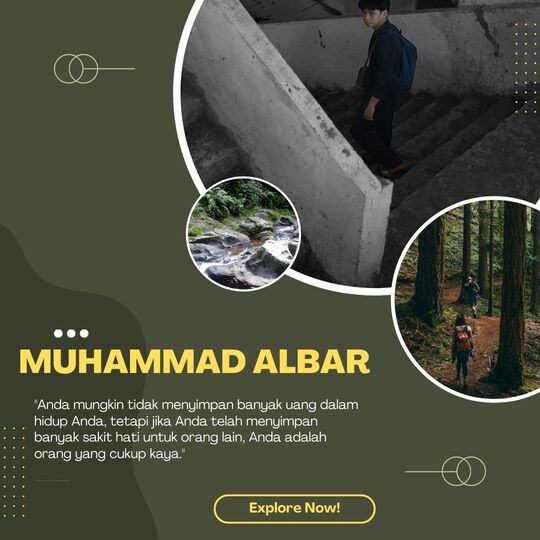 MUHAMMAD ALBAR
"Anda mungkin tidak menyimpan banyak uang dalam
hidup Anda, tetapi jika Anda telah menyimpan
banyak sakit hati untuk orang lain, Anda adalah
orang yang cukup kaya."
Explore Now!